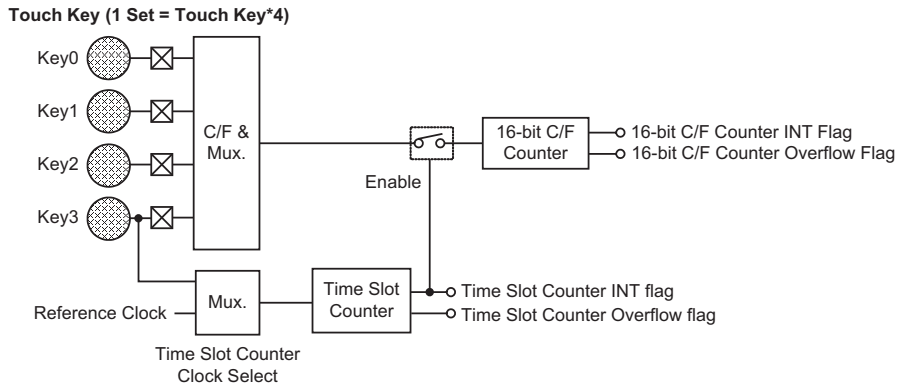 Touch Key (1 Set = Touch Key*4)
Key0
Key1
Key2
Key3
C/F &
Mux.
Enable
16-bit C/F
Counter
16-bit C/F Counter INT Flag
16-bit C/F Counter Overflow Flag
Reference Clock
Mux.
Time Slot
Counter
Time Slot Counter INT flag
Time Slot Counter Overflow flag
Time Slot Counter
Clock Select